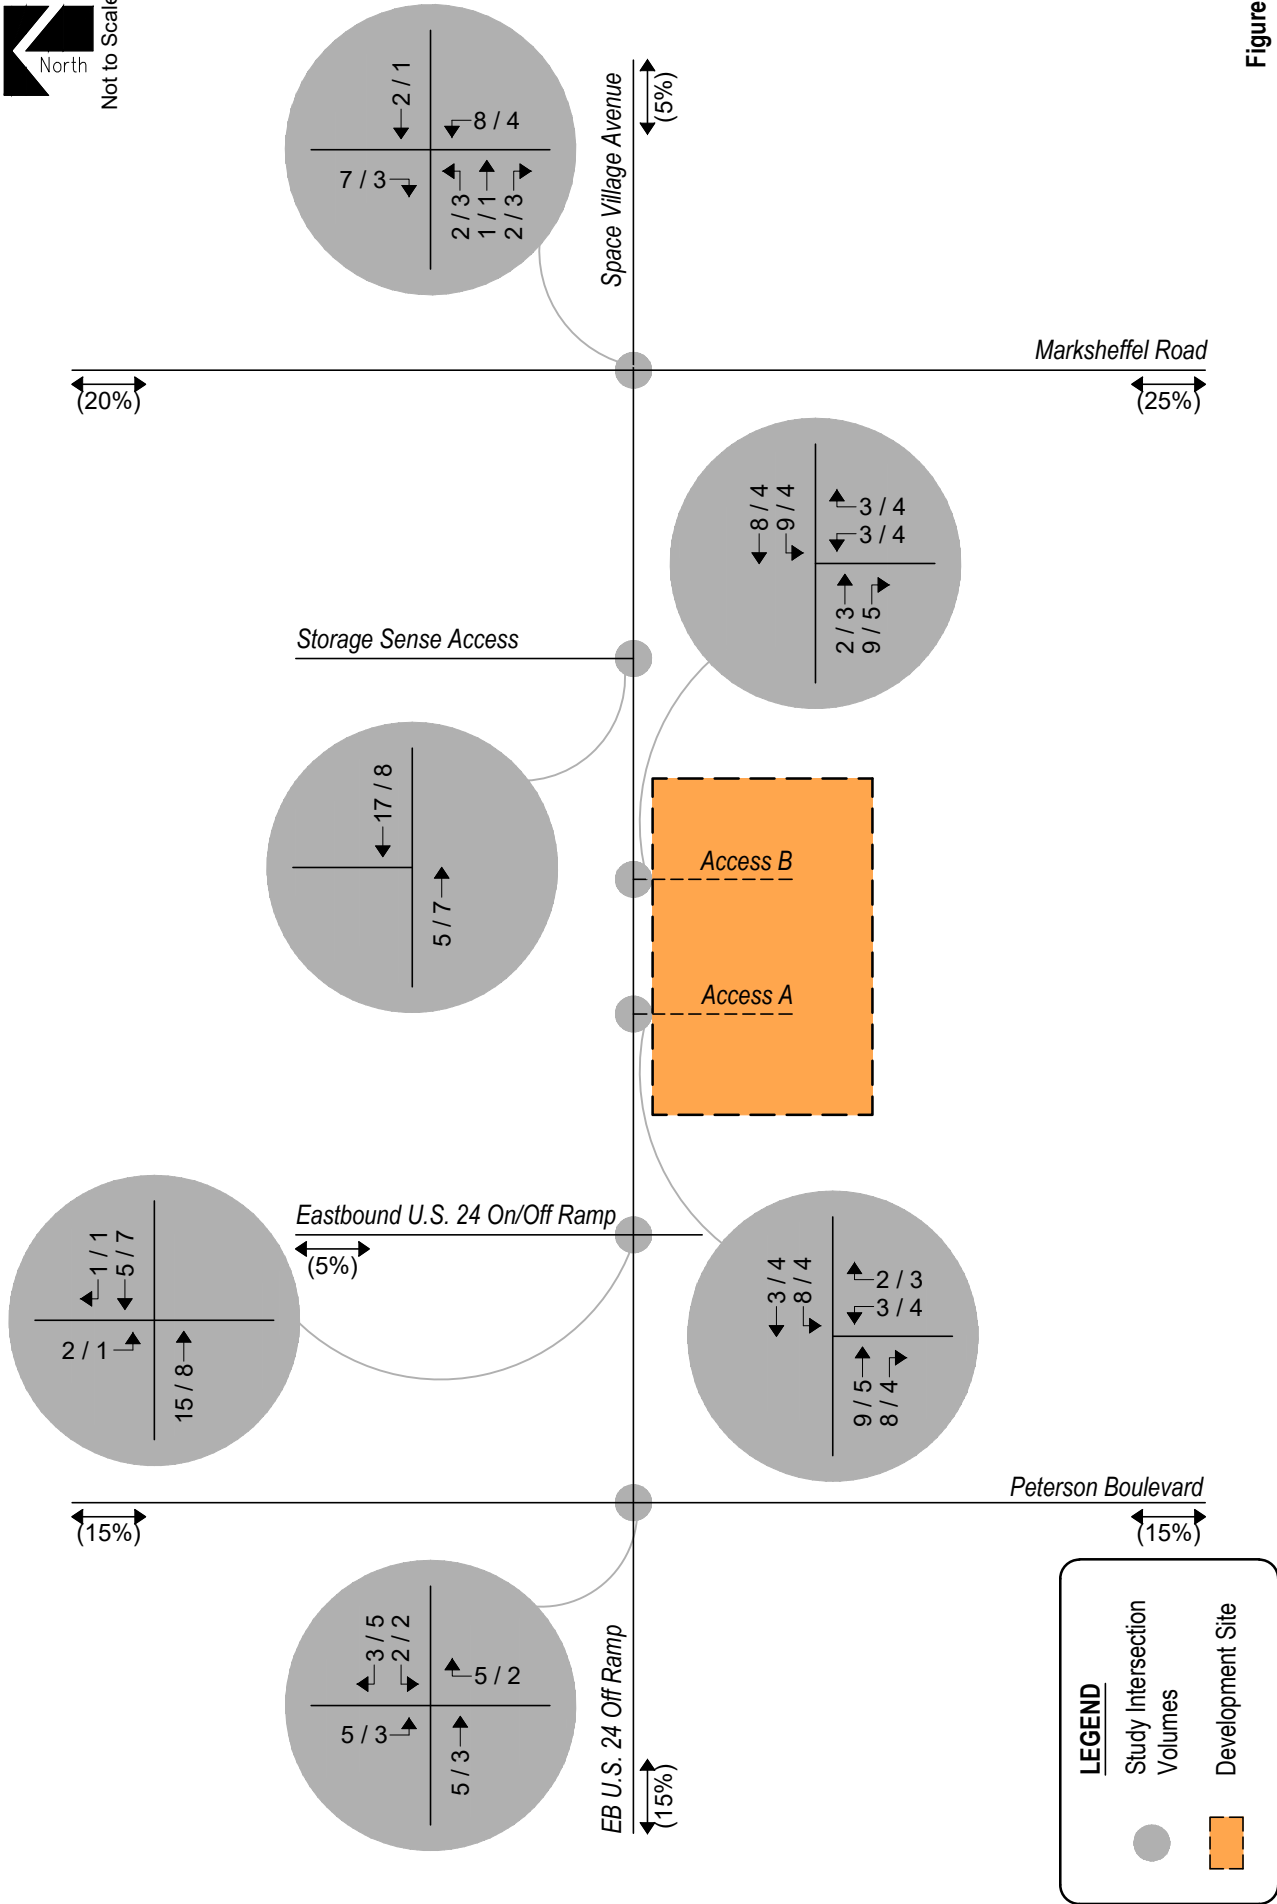 North
Not to Scale
Figure
2 / 1
7 / 3
8 / 4
2 / 3
1 / 1
2 / 3
Space Village Avenue
(5%)
Marksheffel Road
(20%)
(25%)
8 / 4
9 / 4
3 / 4
3 / 4
2 / 3
9 / 5
Storage Sense Access
17 / 8
5 / 7
Access B
Access A
1 / 1
5 / 7
2 / 1
15 / 8
Eastbound U.S. 24 On/Off Ramp
(5%)
3 / 4
8 / 4
2 / 3
3 / 4
9 / 5
8 / 4
Peterson Boulevard
(15%)
(15%)
3 / 5
2 / 2
5 / 3
5 / 2
5 / 3
EB U.S. 24 Off Ramp
(15%)
LEGEND
Study Intersection
Volumes
Development Site